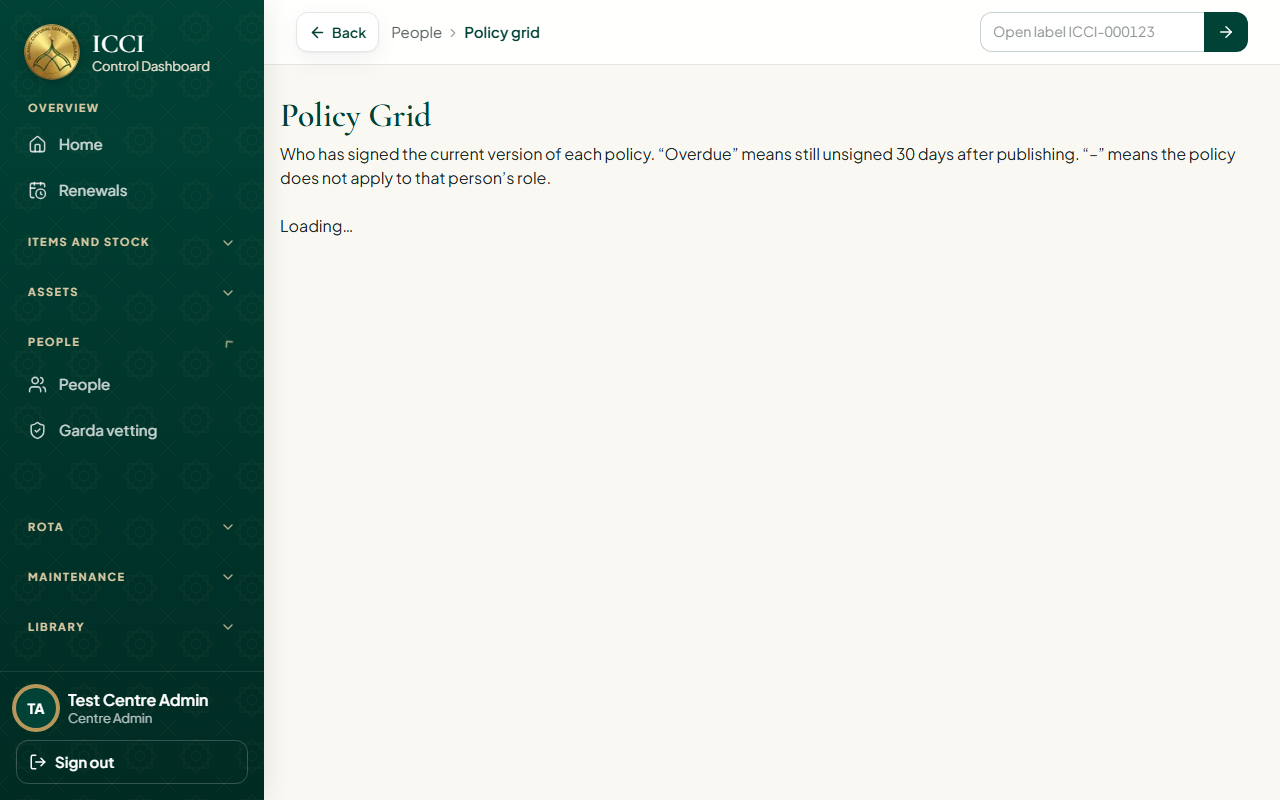 ICCI
Control Dashboard
OVERVIEW
Home
Renewals
ITEMS AND STOCK
ASSETS
PEOPLE
People
Garda vetting
ROTA
MAINTENANCE
LIBRARY
TA
Test Centre Admin
Centre Admin
Sign out
Back
People
Policy grid
Open label ICCI-000123
Policy Grid
Who has signed the current version of each policy. “Overdue” means still unsigned 30 days after publishing. “–” means the policy
does not apply to that person’s role.
Loading…